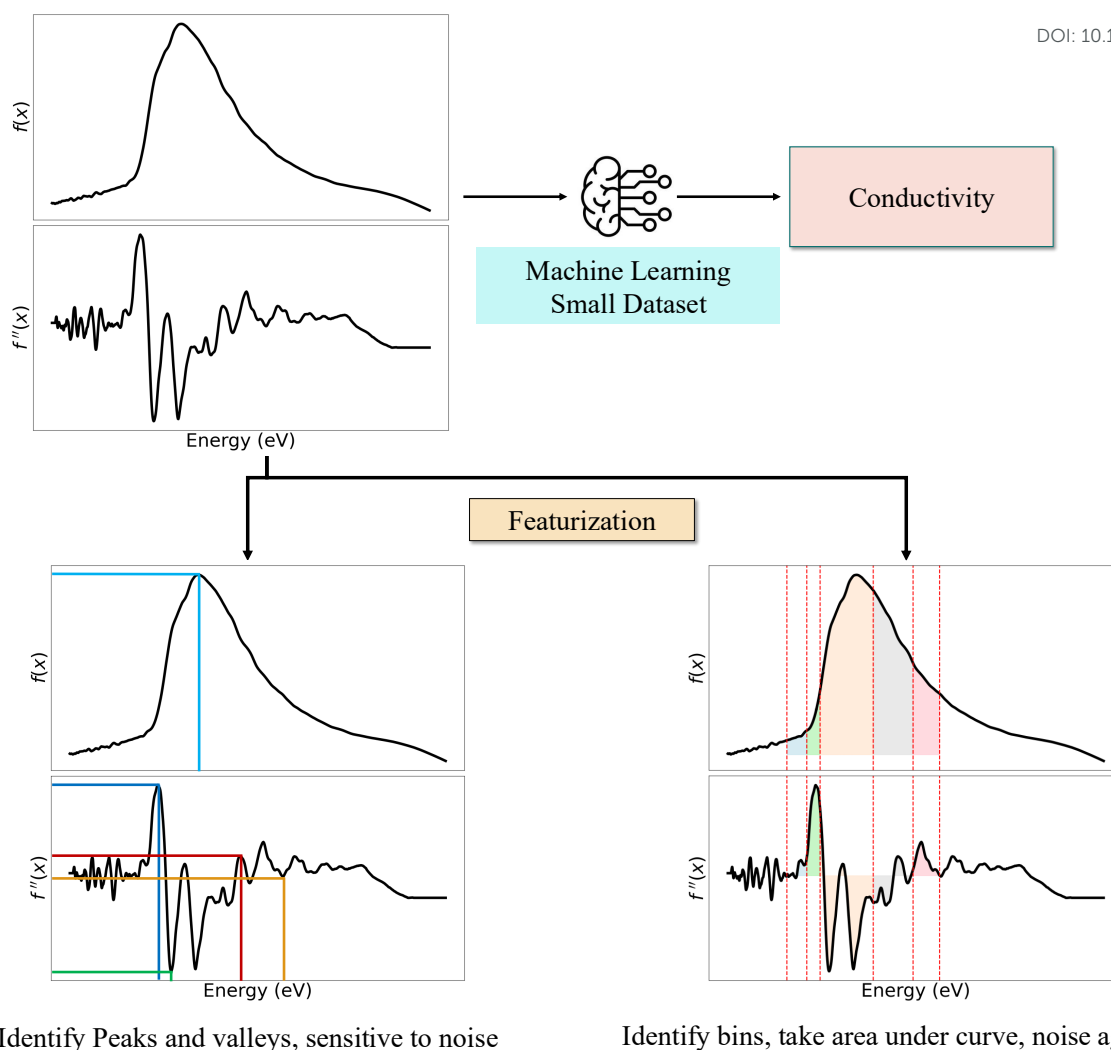 DOI: 10.1
f(x)
f''(x)
Energy (eV)
Machine Learning
Small Dataset
Conductivity
Featurization
f(x)
f''(x)
Energy (eV)
f(x)
f''(x)
Energy (eV)
Identify Peaks and valleys, sensitive to noise
Identify bins, take area under curve, noise